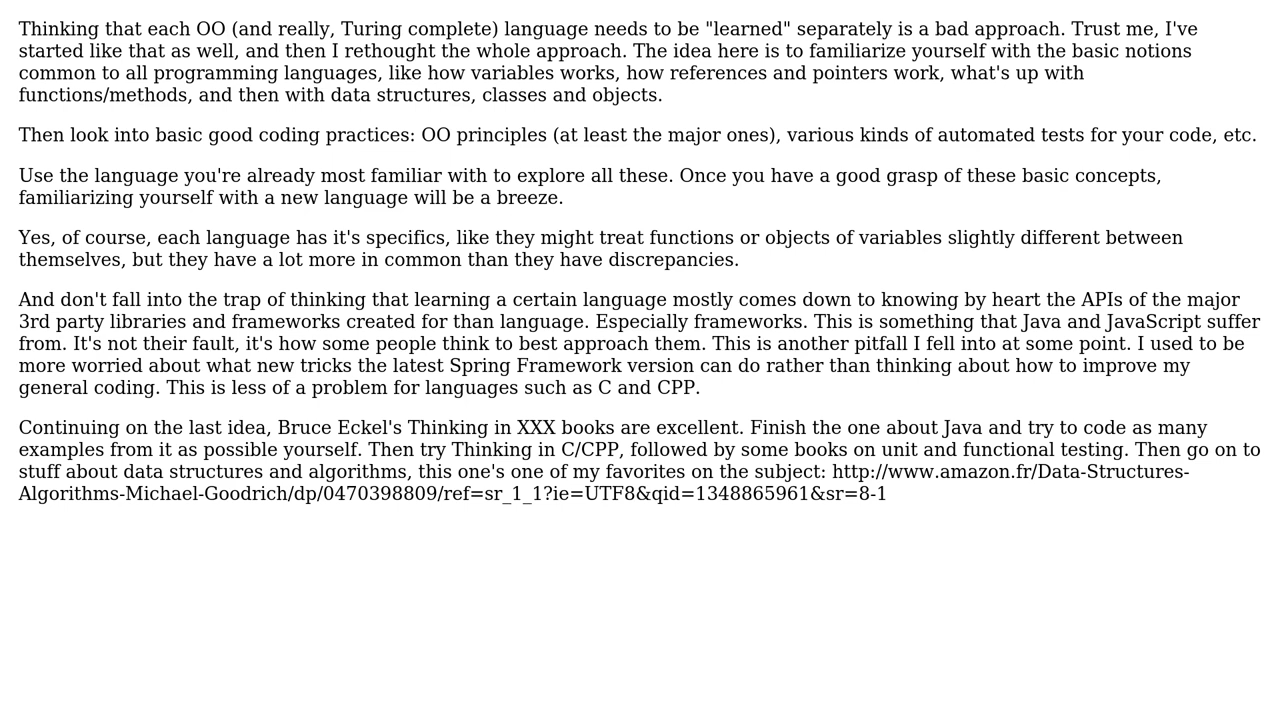 Thinking that each OO (and really, Turing complete) language needs to be "learned" separately is a bad approach. Trust me, I've
started like that as well, and then I rethought the whole approach. The idea here is to familiarize yourself with the basic notions
common to all programming languages, like how variables works, how references and pointers work, what's up with
functions/methods, and then with data structures, classes and objects.
Then look into basic good coding practices: OO principles (at least the major ones), various kinds of automated tests for your code, etc.
Use the language you're already most familiar with to explore all these. Once you have a good grasp of these basic concepts,
familiarizing yourself with a new language will be a breeze.
Yes, of course, each language has it's specifics, like they might treat functions or objects of variables slightly different between
themselves, but they have a lot more in common than they have discrepancies.
And don't fall into the trap of thinking that learning a certain language mostly comes down to knowing by heart the APIs of the major
3rd party libraries and frameworks created for than language. Especially frameworks. This is something that Java and JavaScript suffer
from. It's not their fault, it's how some people think to best approach them. This is another pitfall I fell into at some point. I used to be
more worried about what new tricks the latest Spring Framework version can do rather than thinking about how to improve my
general coding. This is less of a problem for languages such as C and CPP.
Continuing on the last idea, Bruce Eckel's Thinking in XXX books are excellent. Finish the one about Java and try to code as many
examples from it as possible yourself. Then try Thinking in C/CPP, followed by some books on unit and functional testing. Then go on to
stuff about data structures and algorithms, this one's one of my favorites on the subject: http://www.amazon.fr/Data-Structures-
Algorithms-Michael-Goodrich/dp/0470398809/ref=sr_1_1?ie=UTF8&qid=1348865961&sr=8-1